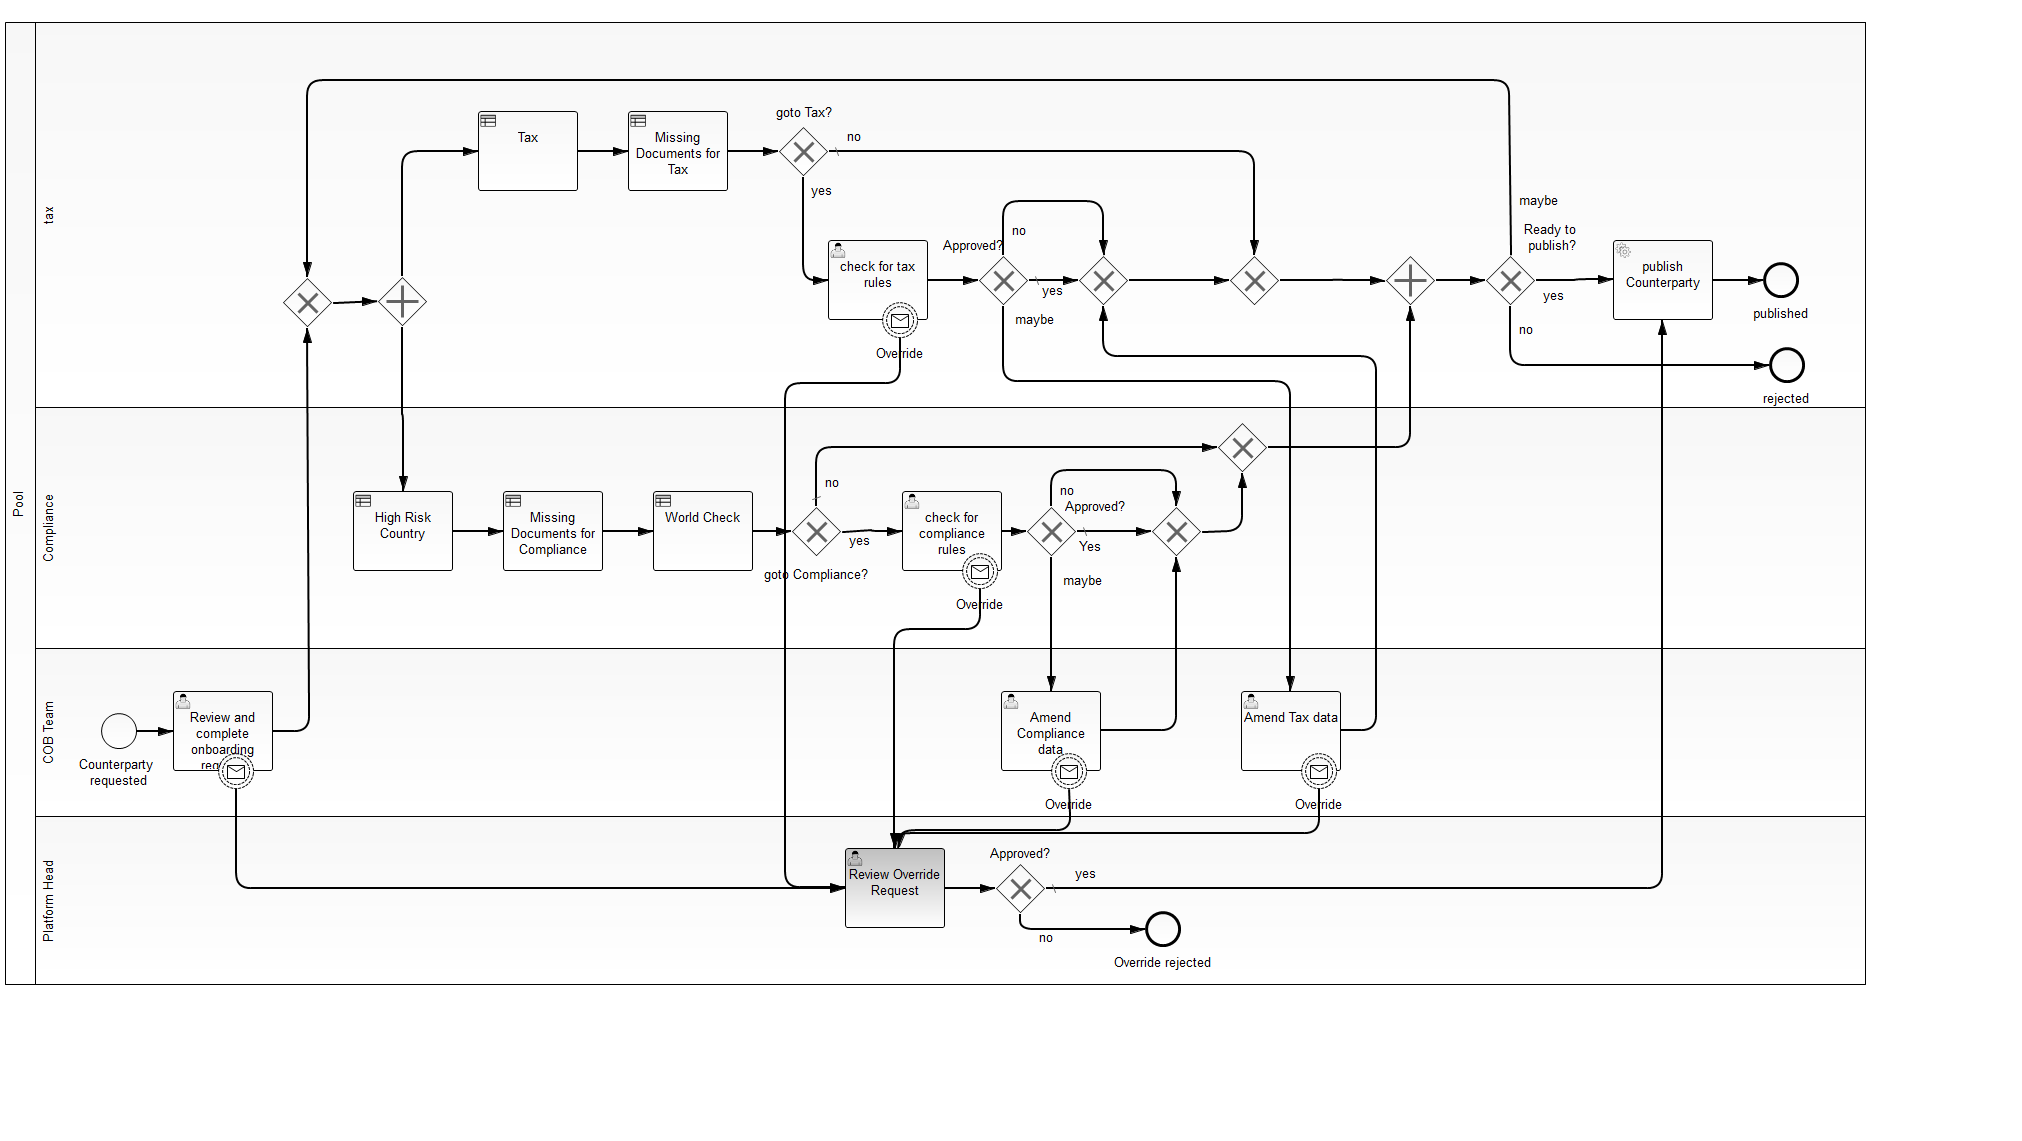 Pool
tax
goto Tax?
no
Tax
Missing
Documents for
Tax
yes
maybe
Ready to
publish?
no
Approved?
check for tax
rules
yes
maybe
Override
publish
Counterparty
yes
no
published
rejected
Compliance
no
no
Approved?
High Risk
Country
Missing
Documents for
Compliance
World Check
yes
goto Compliance?
check for
compliance
rules
Yes
maybe
Override
COB Team
Counterparty
requested
Review and
complete
onboarding
Amend
Compliance
data
Override
Amend Tax data
Override
Platform Head
Review Override
Request
Approved?
yes
no
Override rejected